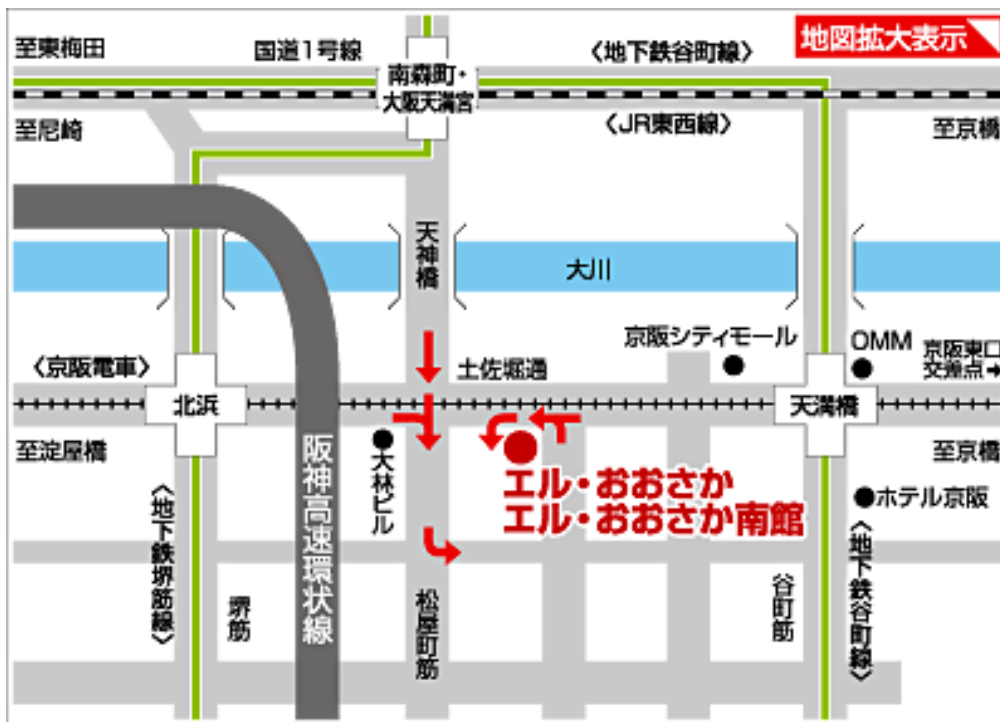 地図拡大表示
至東梅田
国道1号線
〈地下鉄谷町線〉
南森町・
大阪天満宮
至尼崎
〈JR東西線〉
至京橋
天神橋
大川
京阪シティモール
OMM
京阪東口
交差点→
〈京阪電車〉
土佐堀通
北浜
天満橋
至淀屋橋
大林ビル
至京橋
エル・おおさか
エル・おおさか南館
ホテル京阪
阪神高速環状線
〈地下鉄堺筋線〉
堺筋
松屋町筋
谷町筋
〈地下鉄谷町線〉